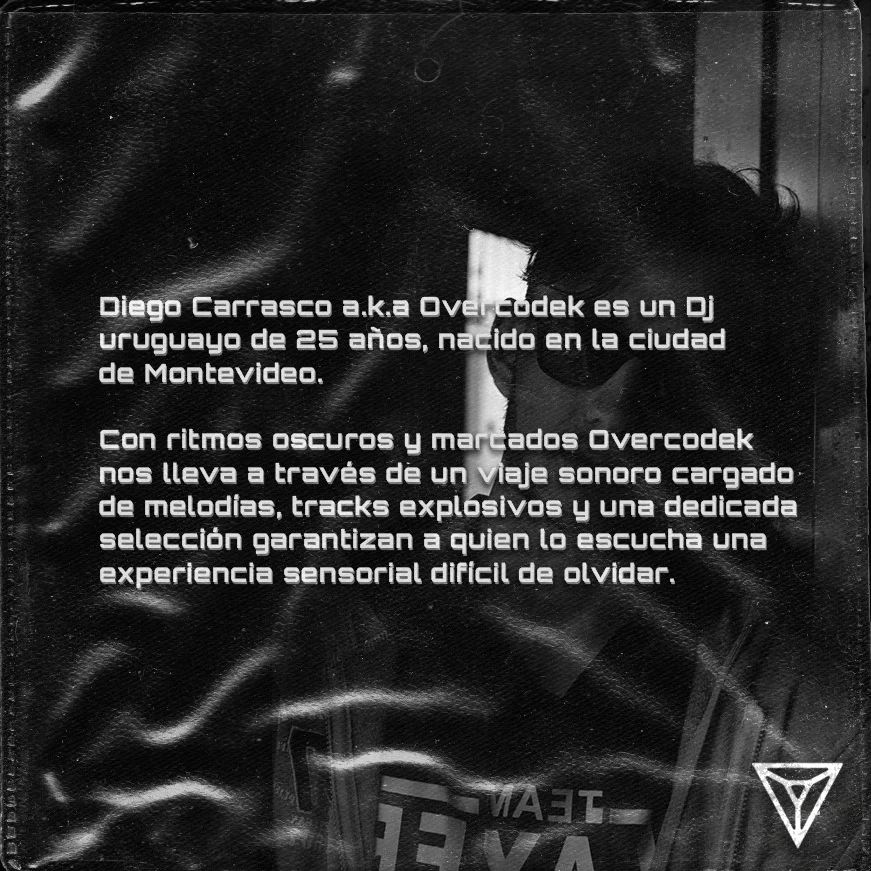 Diego Carrasco a.k.a Overcodek es un Dj
uruguayo de 25 años, nacido en la ciudad
de Montevideo.
Con ritmos oscuros y marcados Overcodek
nos lleva a través de un viaje sonoro cargado
de melodías, tracks explosivos y una dedicada
selección garantizan a quien lo escucha una
experiencia sensorial difícil de olvidar.